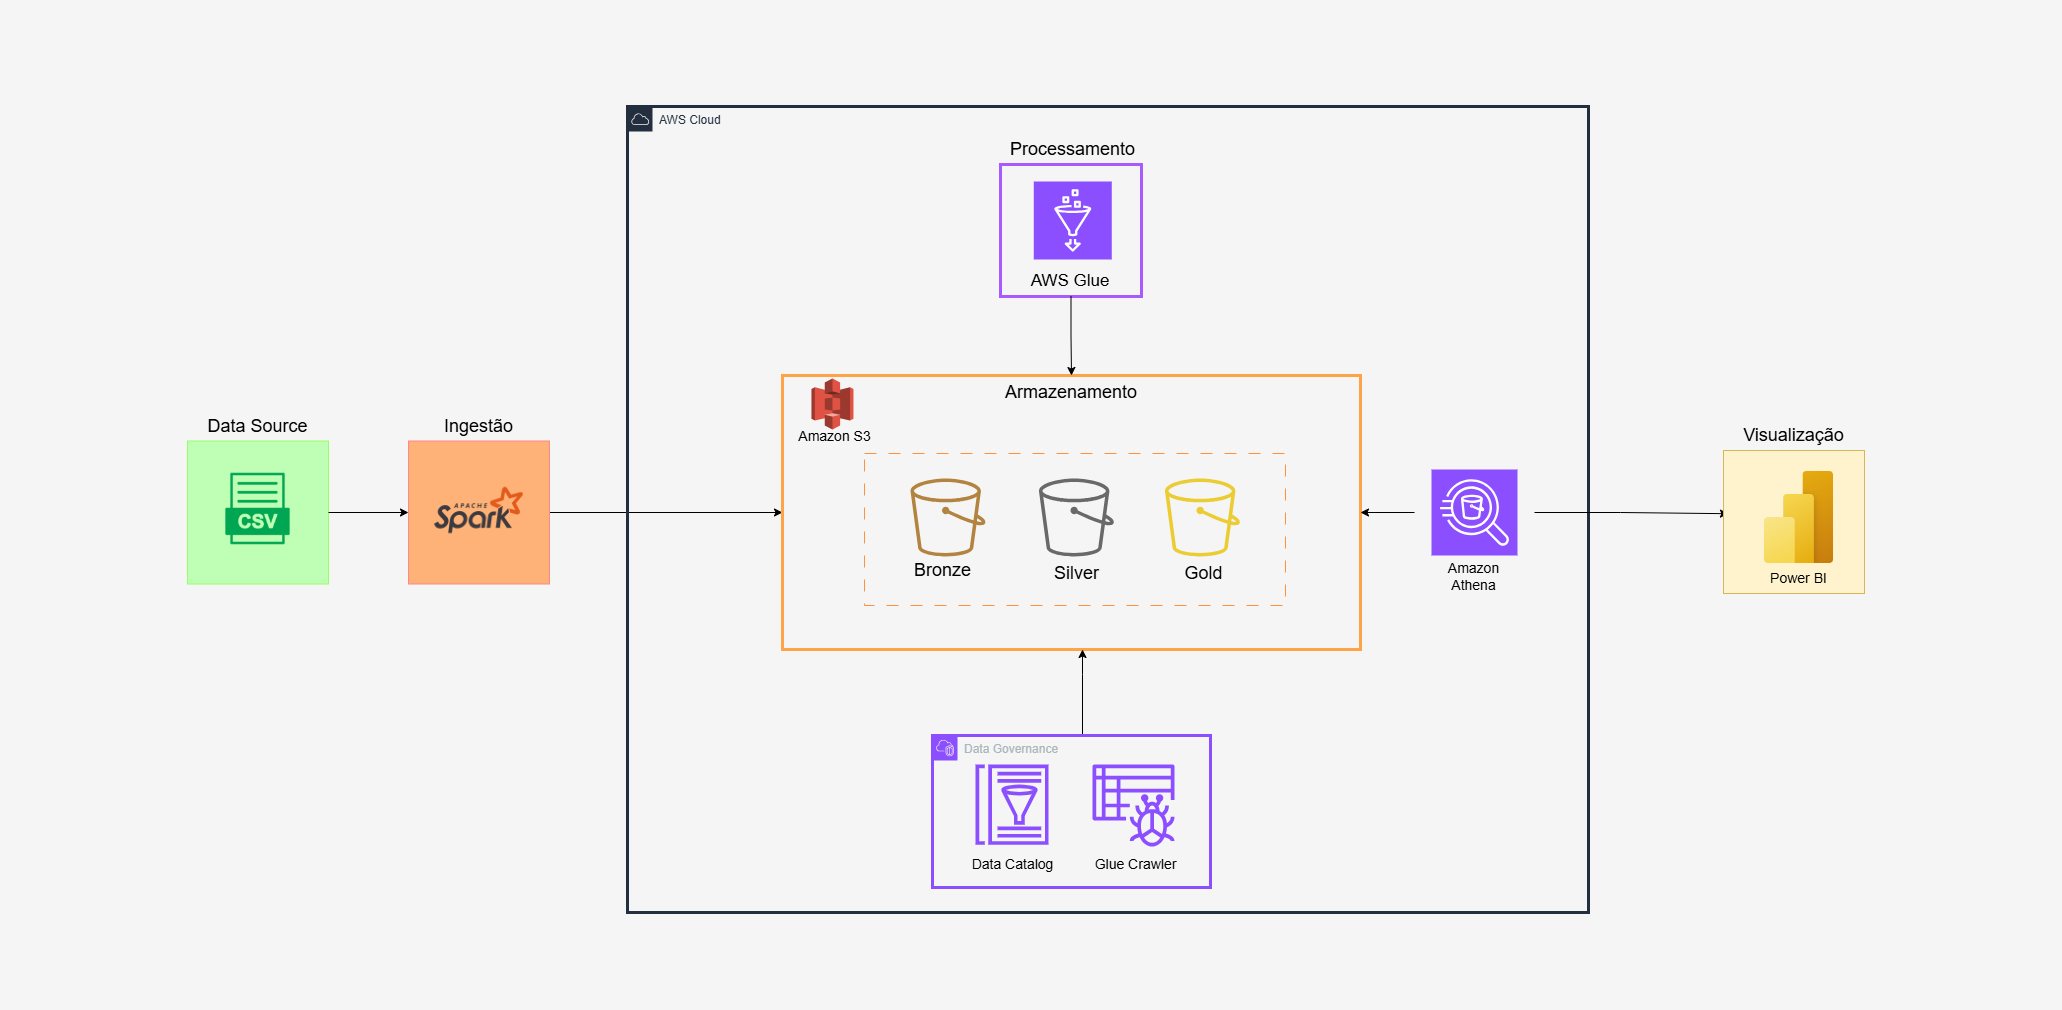 AWS Cloud
Processamento
AWS Glue
Armazenamento
Amazon S3
Data Source
Ingestão
CSV
APACHE
Spark
Bronze
Silver
Gold
Amazon
Athena
Visualização
Power BI
Data Governance
Data Catalog
Glue Crawler